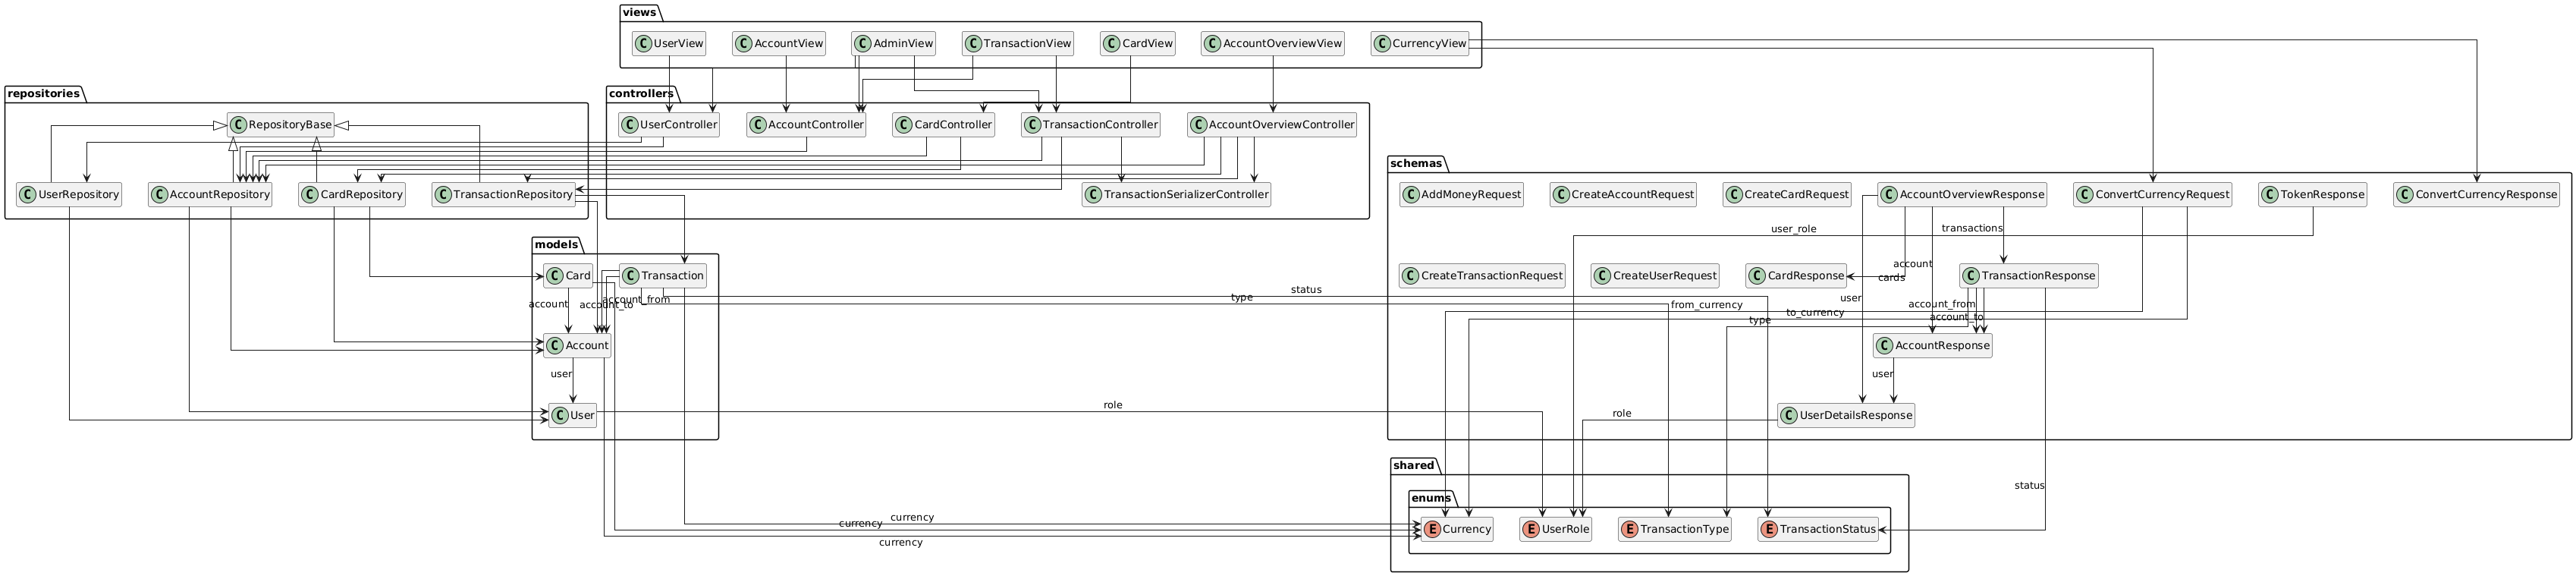 views
C UserView
C AccountView
C AdminView
C TransactionView
C CardView
C AccountOverviewView
C CurrencyView
repositories
C RepositoryBase
C UserRepository
C AccountRepository
C CardRepository
C TransactionRepository
controllers
C UserController
C AccountController
C CardController
C TransactionController
C AccountOverviewController
C TransactionSerializerController
schemas
C AddMoneyRequest
C CreateAccountRequest
C CreateCardRequest
C AccountOverviewResponse
C ConvertCurrencyRequest
C TokenResponse
C ConvertCurrencyResponse
user_role
transactions
C CreateTransactionRequest
C CreateUserRequest
C CardResponse
account
cards
C TransactionResponse
user
account_from
account_to
from_currency
to_currency
type
C AccountResponse
user
C UserDetailsResponse
role
status
models
C Card
C Transaction
account
account_to
account_from
type
status
C Account
user
C User
role
currency
currency
currency
shared
enums
E Currency
E UserRole
E TransactionType
E TransactionStatus